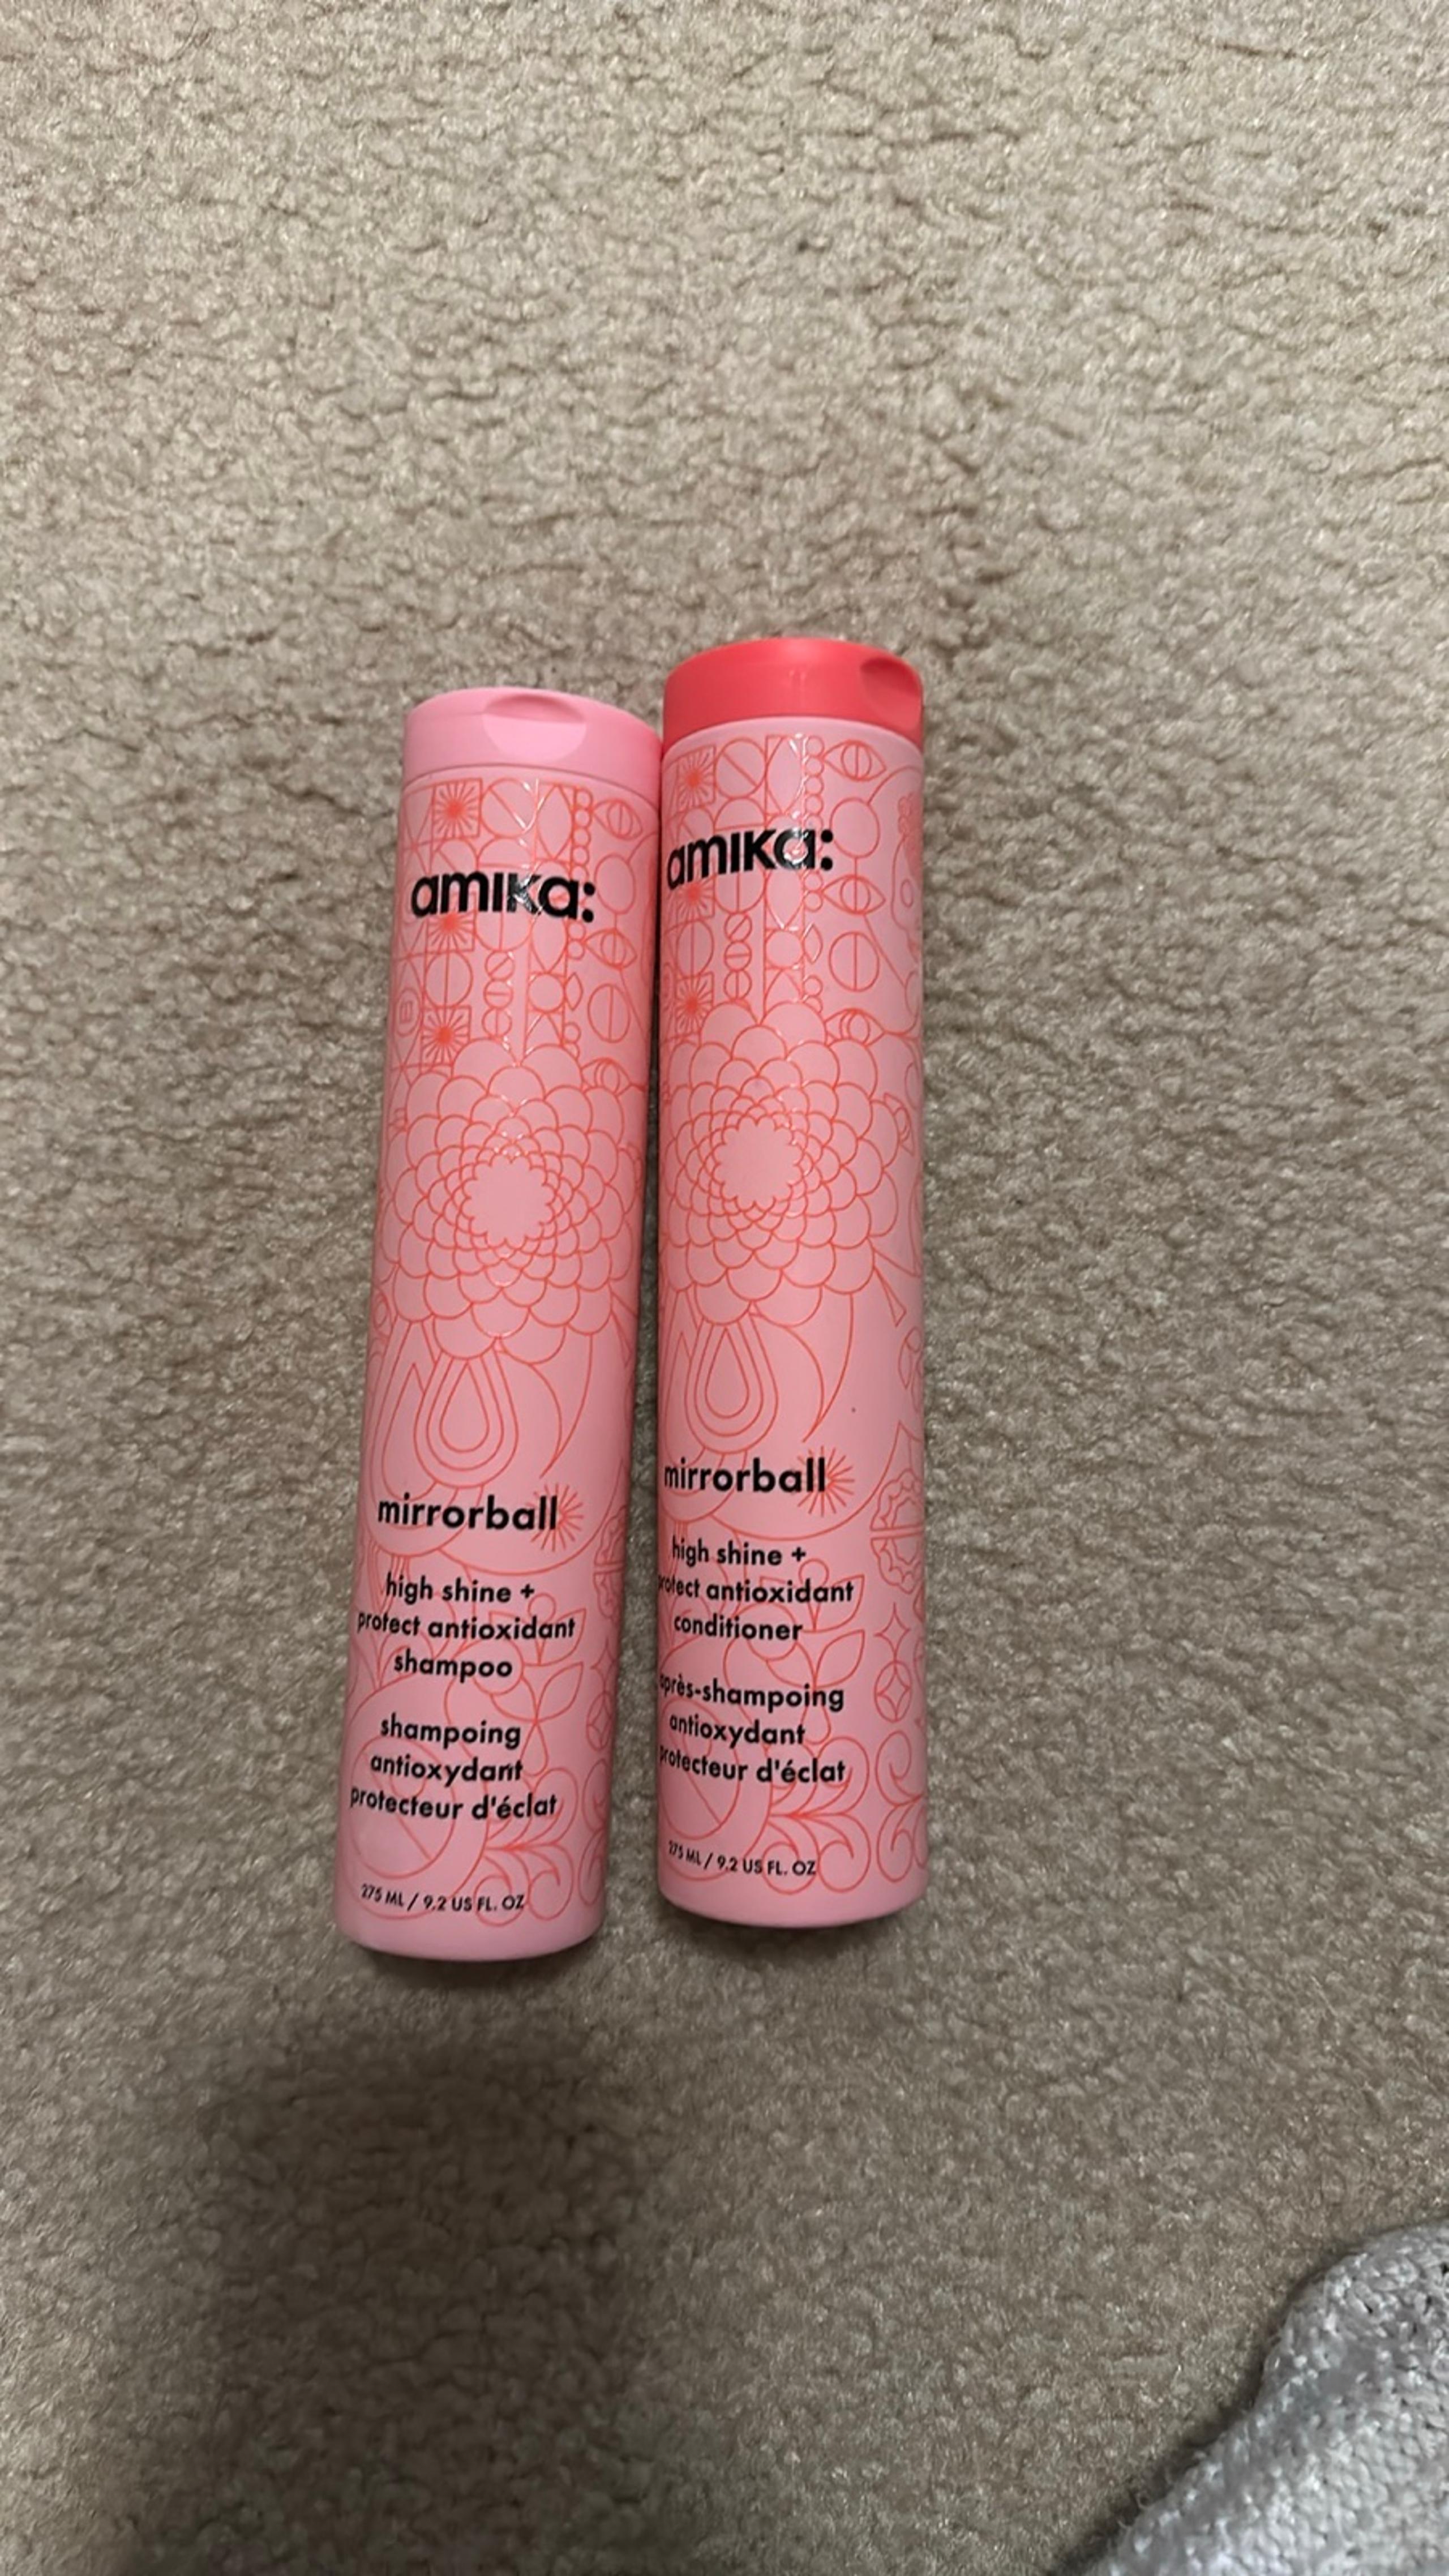 amika:
mirrorball
high shine +
protect antioxidant
shampoo
shampoing
antioxydant
protecteur d'éclat
275 ML / 9.2 US FL. OZ
amika:
mirrorball
high shine +
protect antioxidant
conditioner
après-shampoing
antioxydant
protecteur d'éclat
275 ML / 9.2 US FL. OZ